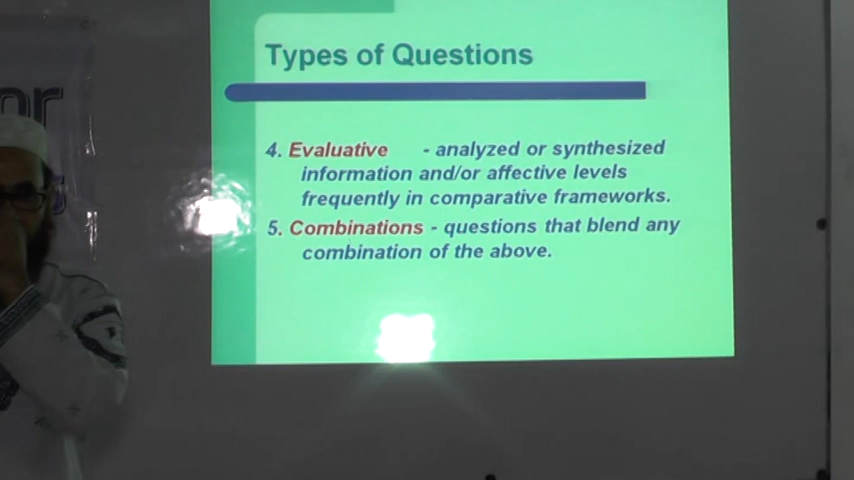 Types of Questions
4. Evaluative - analyzed or synthesized
information and/or affective levels
frequently in comparative frameworks.
5. Combinations - questions that blend any
combination of the above.